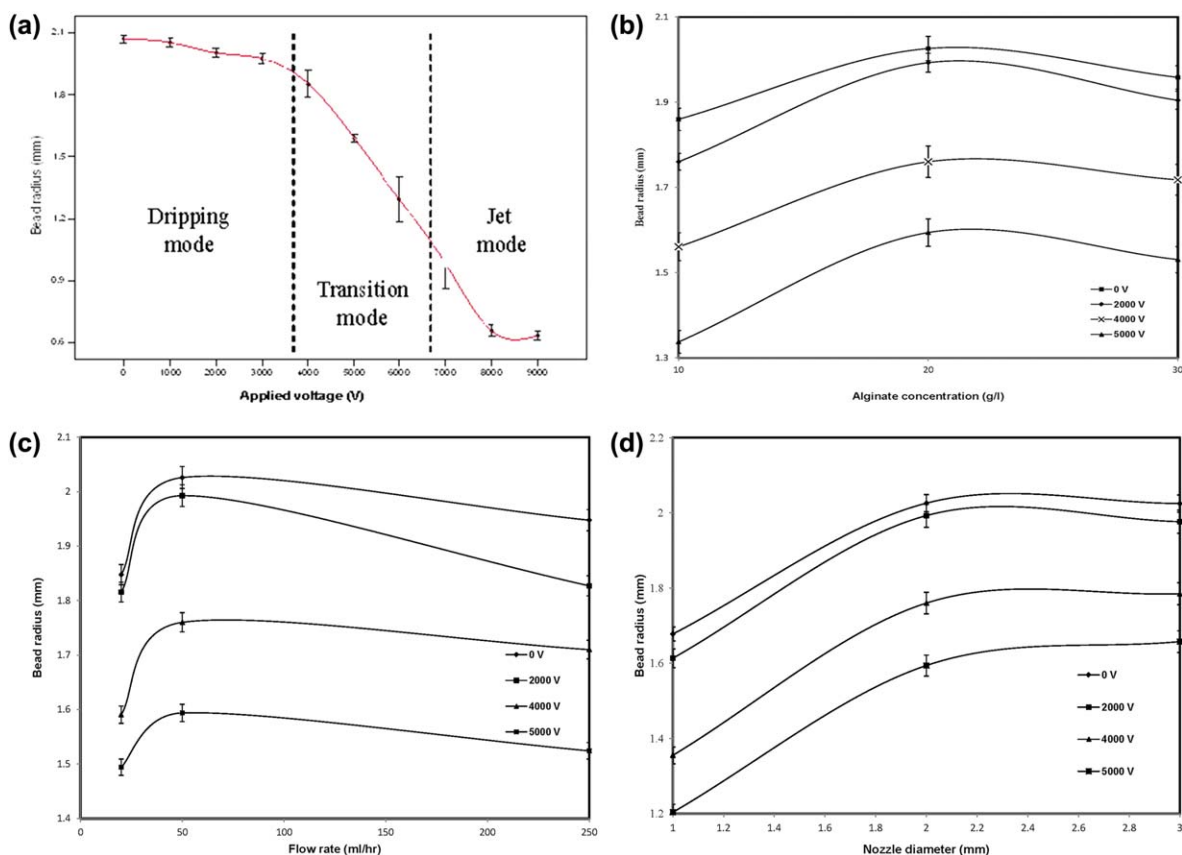 (a)
2.1
1.8
1.5
1.2
0.9
0.6
Bead radius (mm)
Dripping
mode
Transition
mode
Jet
mode
0 1000 2000 3000 4000 5000 6000 7000 8000 9000
Applied voltage (V)
(b)
2.1
1.9
1.7
1.5
1.3
Bead radius (mm)
0 V
2000 V
4000 V
5000 V
10 20 30
Alginate concentration (g/l)
(c)
2.1
2
1.9
1.8
1.7
1.6
1.5
1.4
Bead radius (mm)
0 V
2000 V
4000 V
5000 V
0 50 100 150 200 250
Flow rate (ml/hr)
(d)
2.2
2
1.8
1.6
1.4
1.2
Bead radius (mm)
0 V
2000 V
4000 V
5000 V
1 1.2 1.4 1.6 1.8 2 2.2 2.4 2.6 2.8 3
Nozzle diameter (mm)